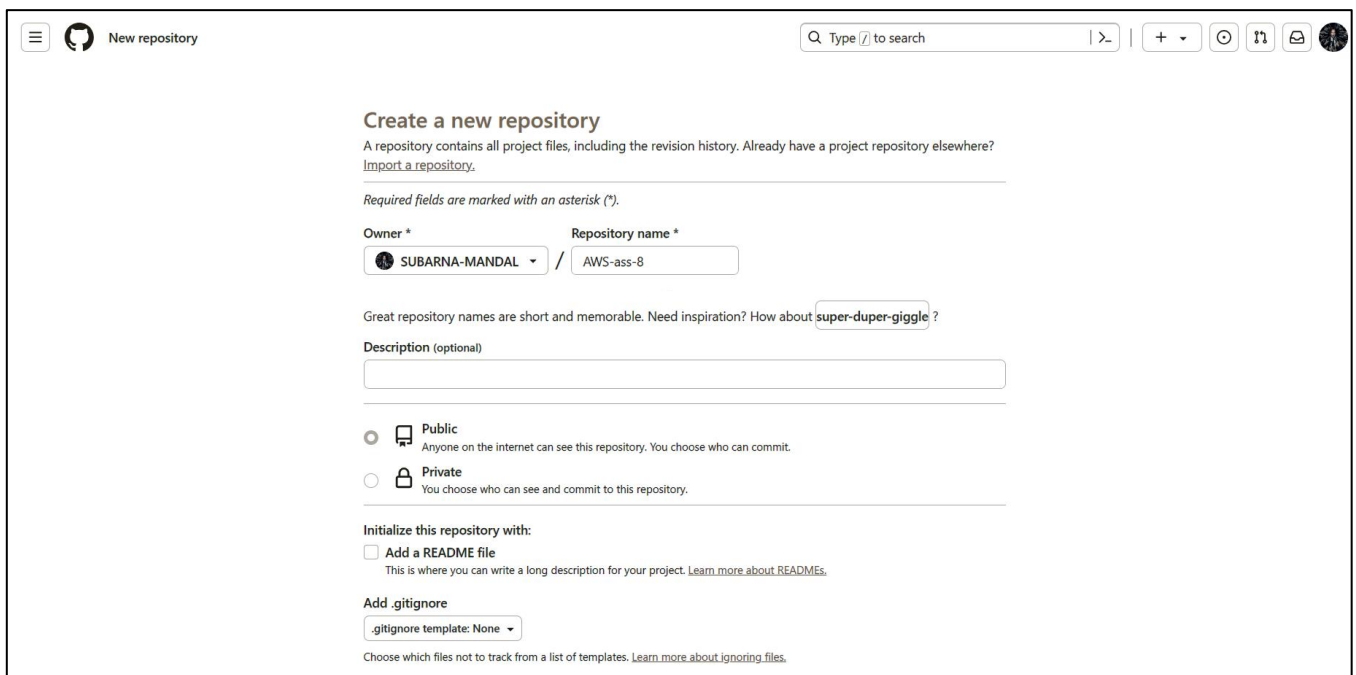 New repository
Type / to search
Create a new repository
A repository contains all project files, including the revision history. Already have a project repository elsewhere?
Import a repository.
Required fields are marked with an asterisk (*).
Owner * Repository name *
SUBARNA-MANDAL / AWS-ass-8
Great repository names are short and memorable. Need inspiration? How about super-duper-giggle ?
Description (optional)
Public
Anyone on the internet can see this repository. You choose who can commit.
Private
You choose who can see and commit to this repository.
Initialize this repository with:
Add a README file
This is where you can write a long description for your project. Learn more about READMEs.
Add .gitignore
.gitignore template: None
Choose which files not to track from a list of templates. Learn more about ignoring files.